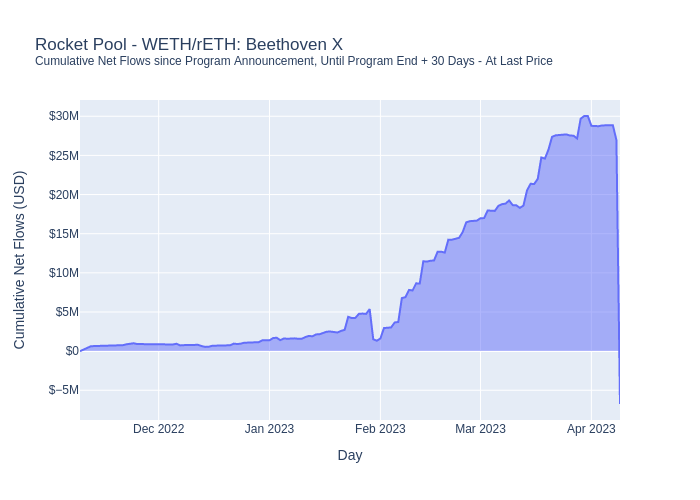 Rocket Pool - WETH/rETH: Beethoven X
Cumulative Net Flows since Program Announcement, Until Program End + 30 Days - At Last Price
Cumulative Net Flows (USD)
$30M
$25M
$20M
$15M
$10M
$5M
$0
$−5M
Dec 2022
Jan 2023
Feb 2023
Mar 2023
Apr 2023
Day